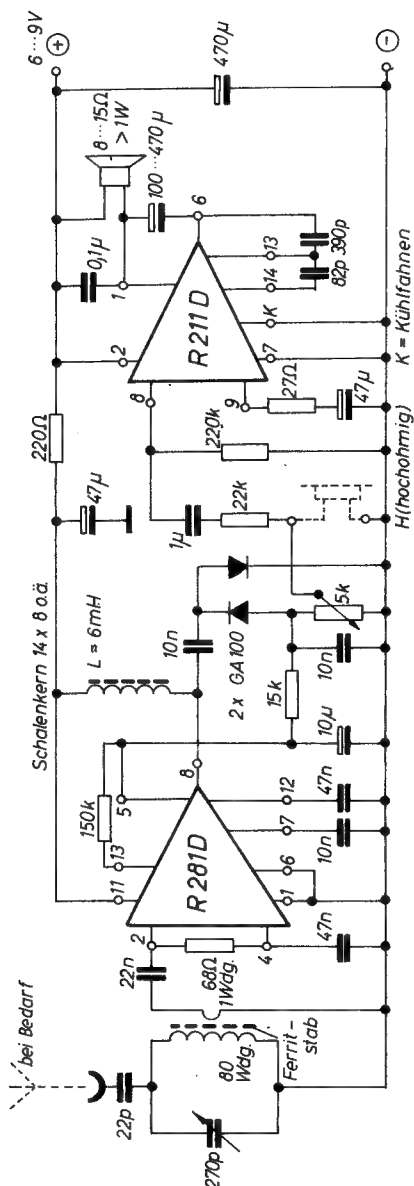 bei Bedarf
22p
270p
80
Wdg.
Ferrit-
stab
22n
68Ω
1Wdg.
47n
2
4
R 281 D
11
13
5
150k
8
1
6
7
12
10n
47n
10µ
15k
10n
5k
Schalenkern 14 x 8 o.ä.
L = 6mH
10n
2 x GA100
47µ
220Ω
1µ
22k
220k
H(hochohmig)
8
9
27Ω
47µ
R 211 D
2
1
7
K
14
13
6
82p
390p
0,1µ
100 ...470µ
8 ...15Ω
> 1W
470µ
6 ...9V
+
−
K = Kühlfahnen